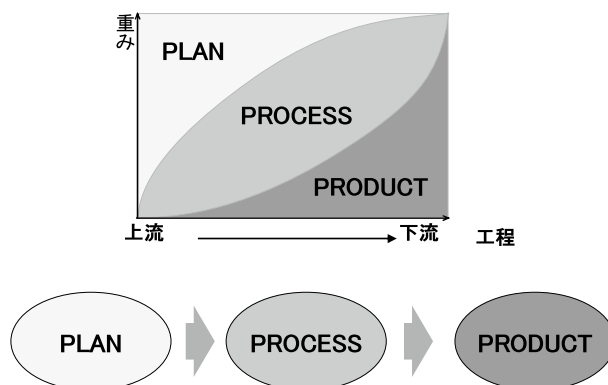 重み
PLAN
PROCESS
PRODUCT
上流
下流
工程
PLAN
PROCESS
PRODUCT